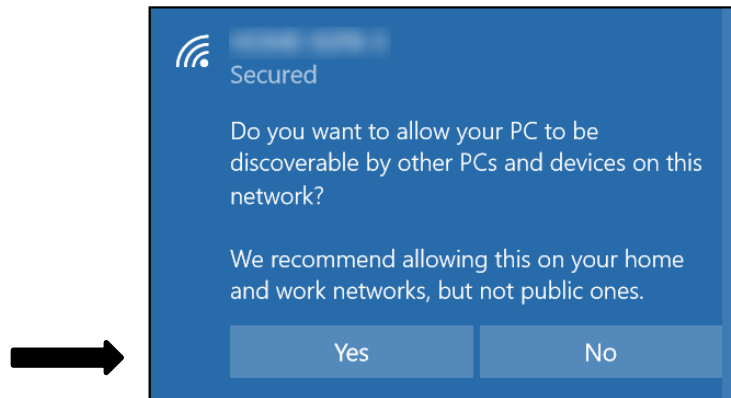 Secured
Do you want to allow your PC to be
discoverable by other PCs and devices on this
network?
We recommend allowing this on your home
and work networks, but not public ones.
Yes
No